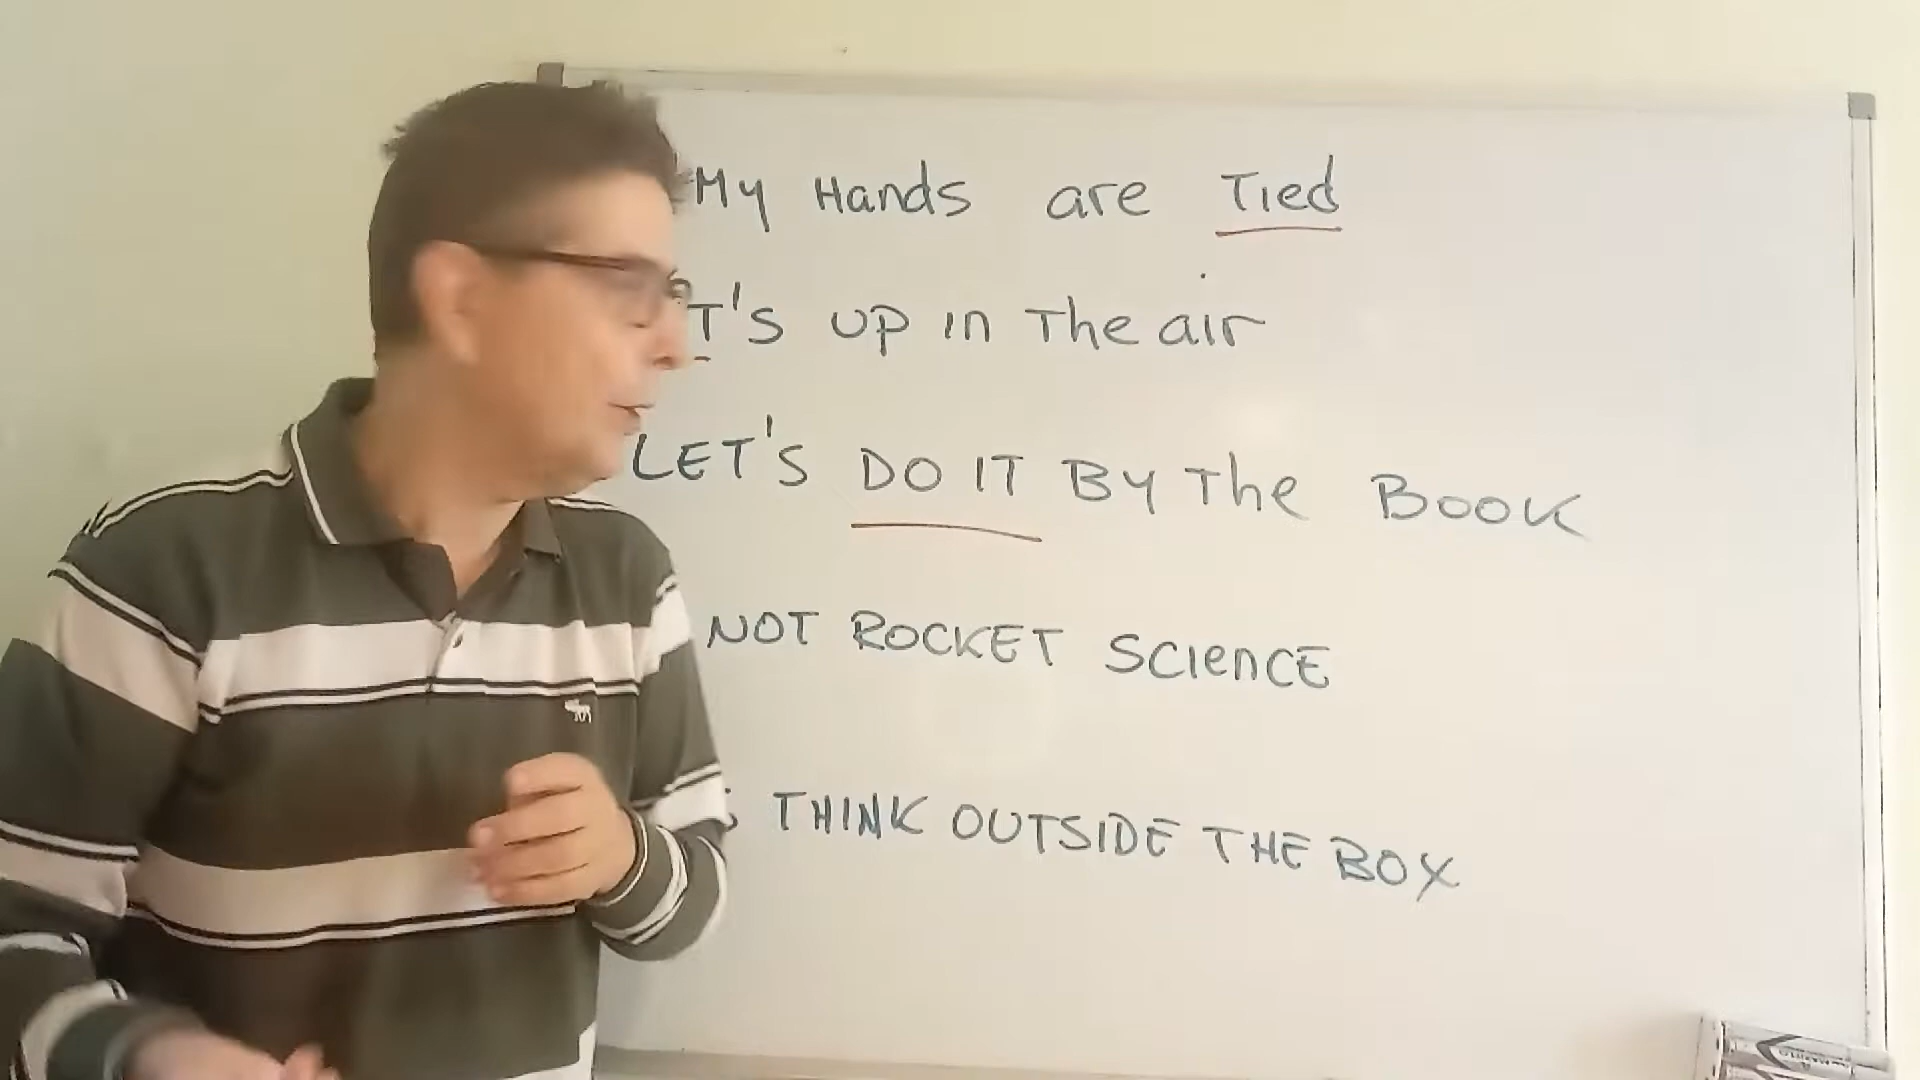 My Hands are Tied
T's up in The air
LET'S DO IT BY The BOOK
NOT ROCKET SCIENCE
THINK OUTSIDE THE BOX